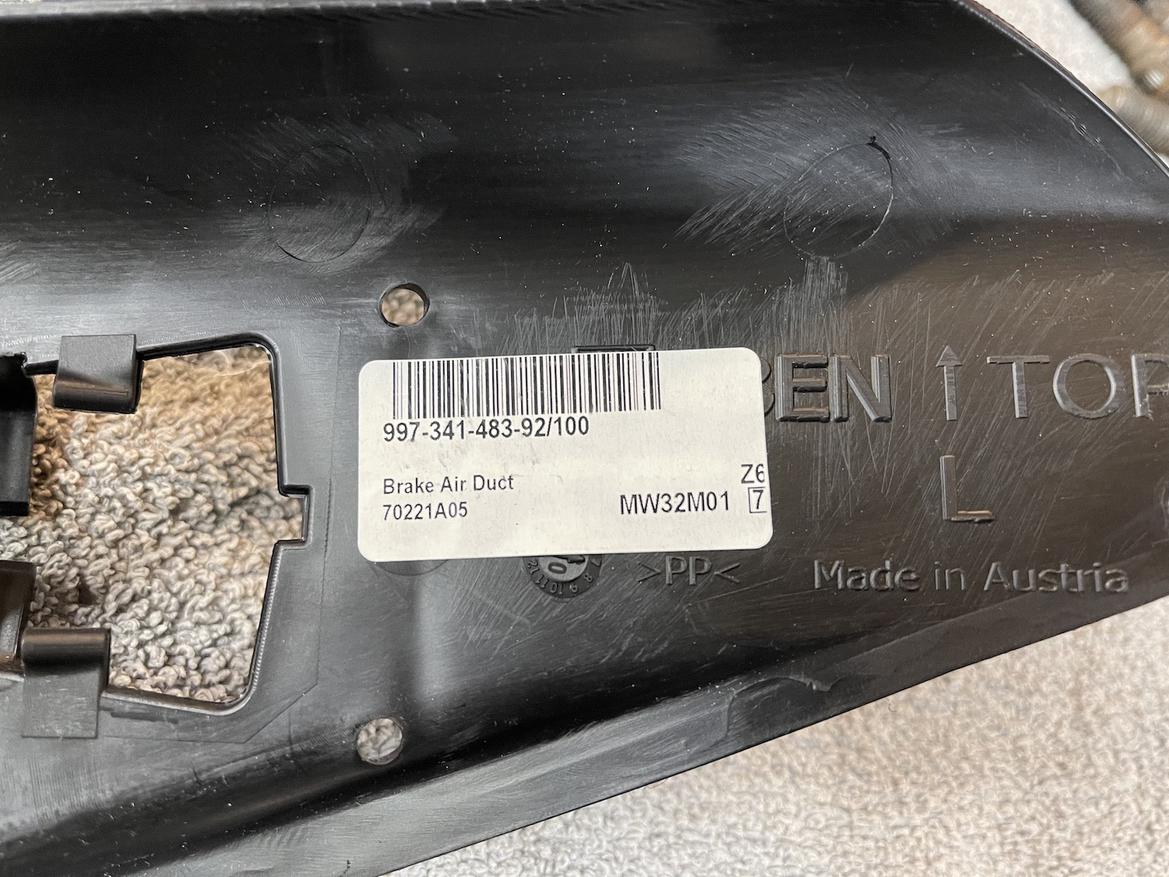 997-341-483-92/100
Brake Air Duct
70221A05
MW32M01
Z6
7
↑ TOP
L
>PP<
Made in Austria